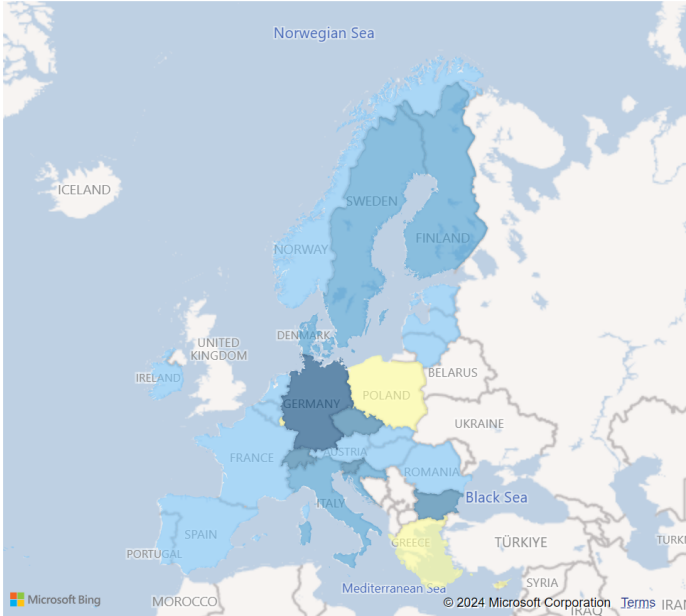 Norwegian Sea
ICELAND
SWEDEN
FINLAND
NORWAY
DENMARK
UNITED
KINGDOM
IRELAND
BELARUS
GERMANY
POLAND
UKRAINE
FRANCE
AUSTRIA
ROMANIA
Black Sea
ITALY
SPAIN
PORTUGAL
GREECE
TÜRKIYE
TURKI
SYRIA
Mediterranean Sea
Microsoft Bing
MOROCCO
© 2024 Microsoft Corporation Terms
IRAQ
IRAN